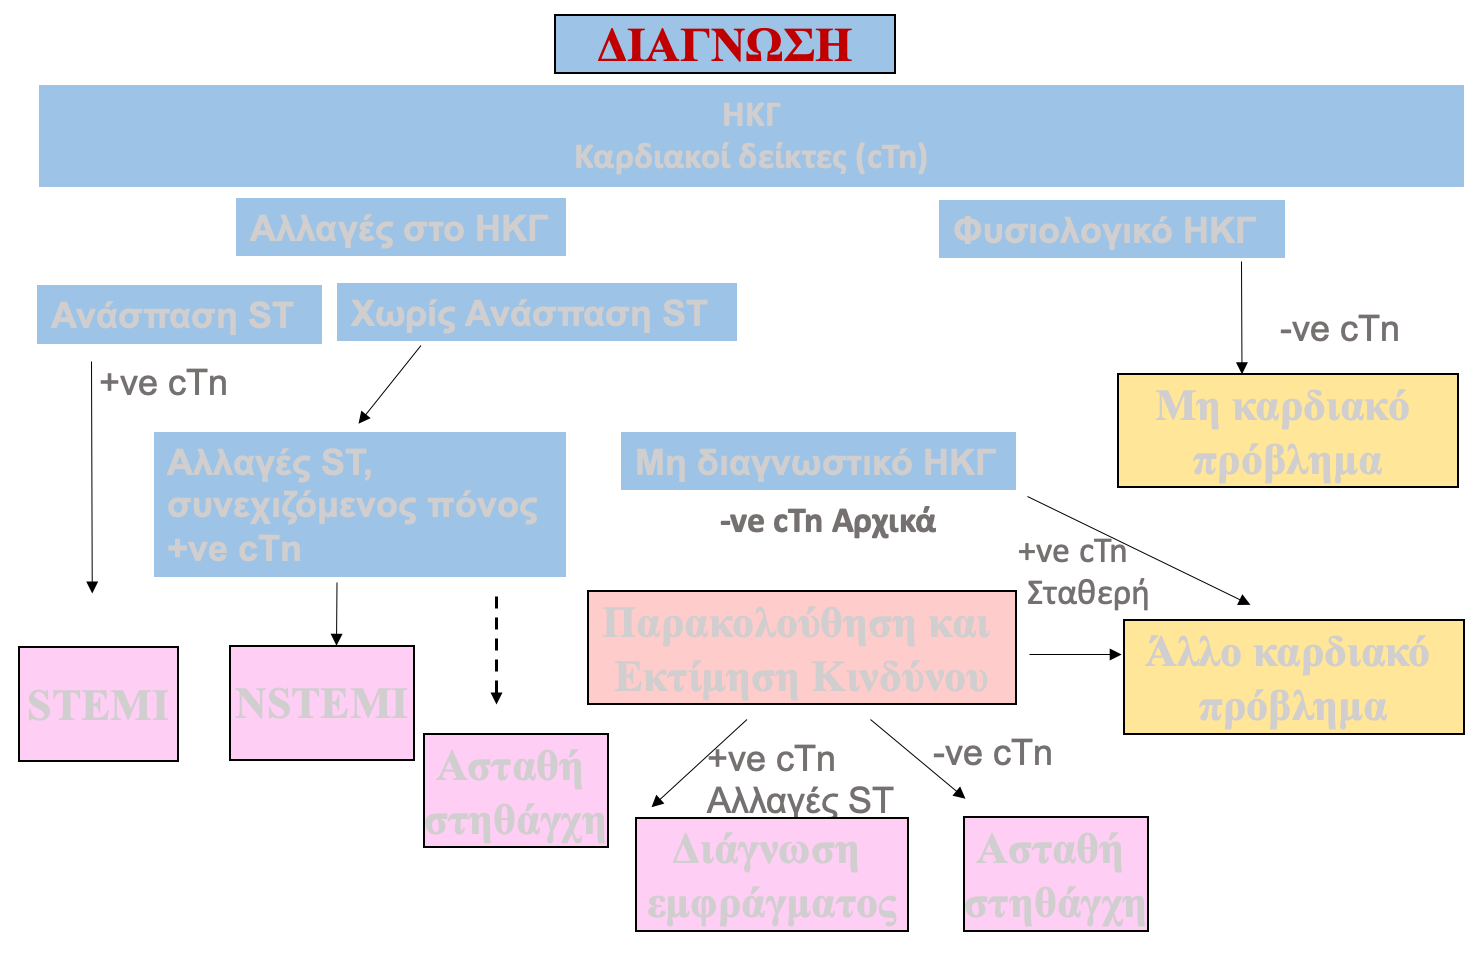 ΔΙΑΓΝΩΣΗ
ΗΚΓ
Καρδιακοί δείκτες (cTn)
Αλλαγές στο ΗΚΓ
Φυσιολογικό ΗΚΓ
Ανάσπαση ST
Χωρίς Ανάσπαση ST
-ve cTn
+ve cTn
Μη καρδιακό
πρόβλημα
Αλλαγές ST,
συνεχιζόμενος πόνος
+ve cTn
Μη διαγνωστικό ΗΚΓ
-ve cTn Αρχικά
+ve cTn
Σταθερή
Παρακολούθηση και
Εκτίμηση Κινδύνου
Άλλο καρδιακό
πρόβλημα
STEMI
NSTEMI
Ασταθή
στηθάγχη
+ve cTn
Αλλαγές ST
-ve cTn
Διάγνωση
εμφράγματος
Ασταθή
στηθάγχη